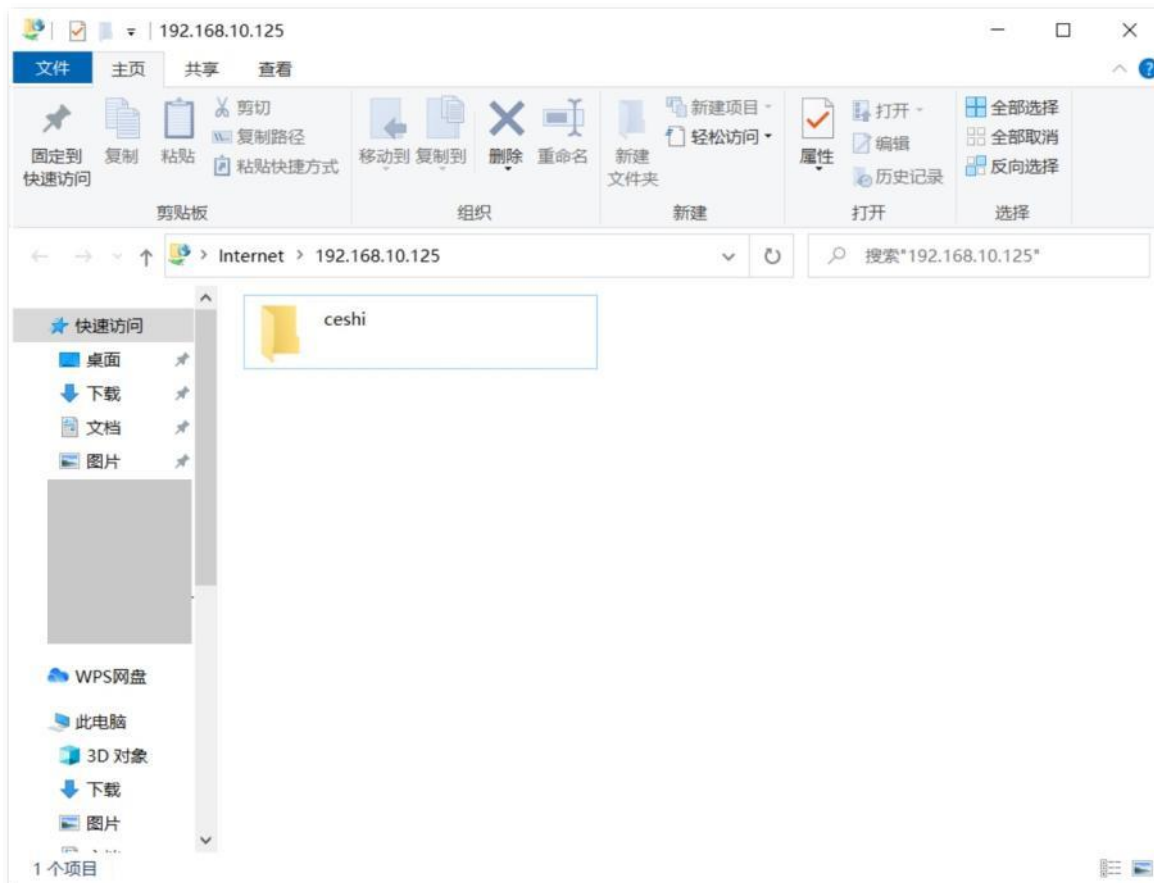 192.168.10.125
文件 主页 共享 查看
固定到
快速访问
复制
粘贴
剪切
复制路径
粘贴快捷方式
剪贴板
移动到 复制到 删除 重命名
组织
新建
文件夹
新建项目
轻松访问
新建
属性
打开
编辑
历史记录
打开
全部选择
全部取消
反向选择
选择
Internet > 192.168.10.125
搜索"192.168.10.125"
快速访问
桌面
下载
文档
图片
WPS网盘
此电脑
3D 对象
下载
图片
ceshi
1 个项目